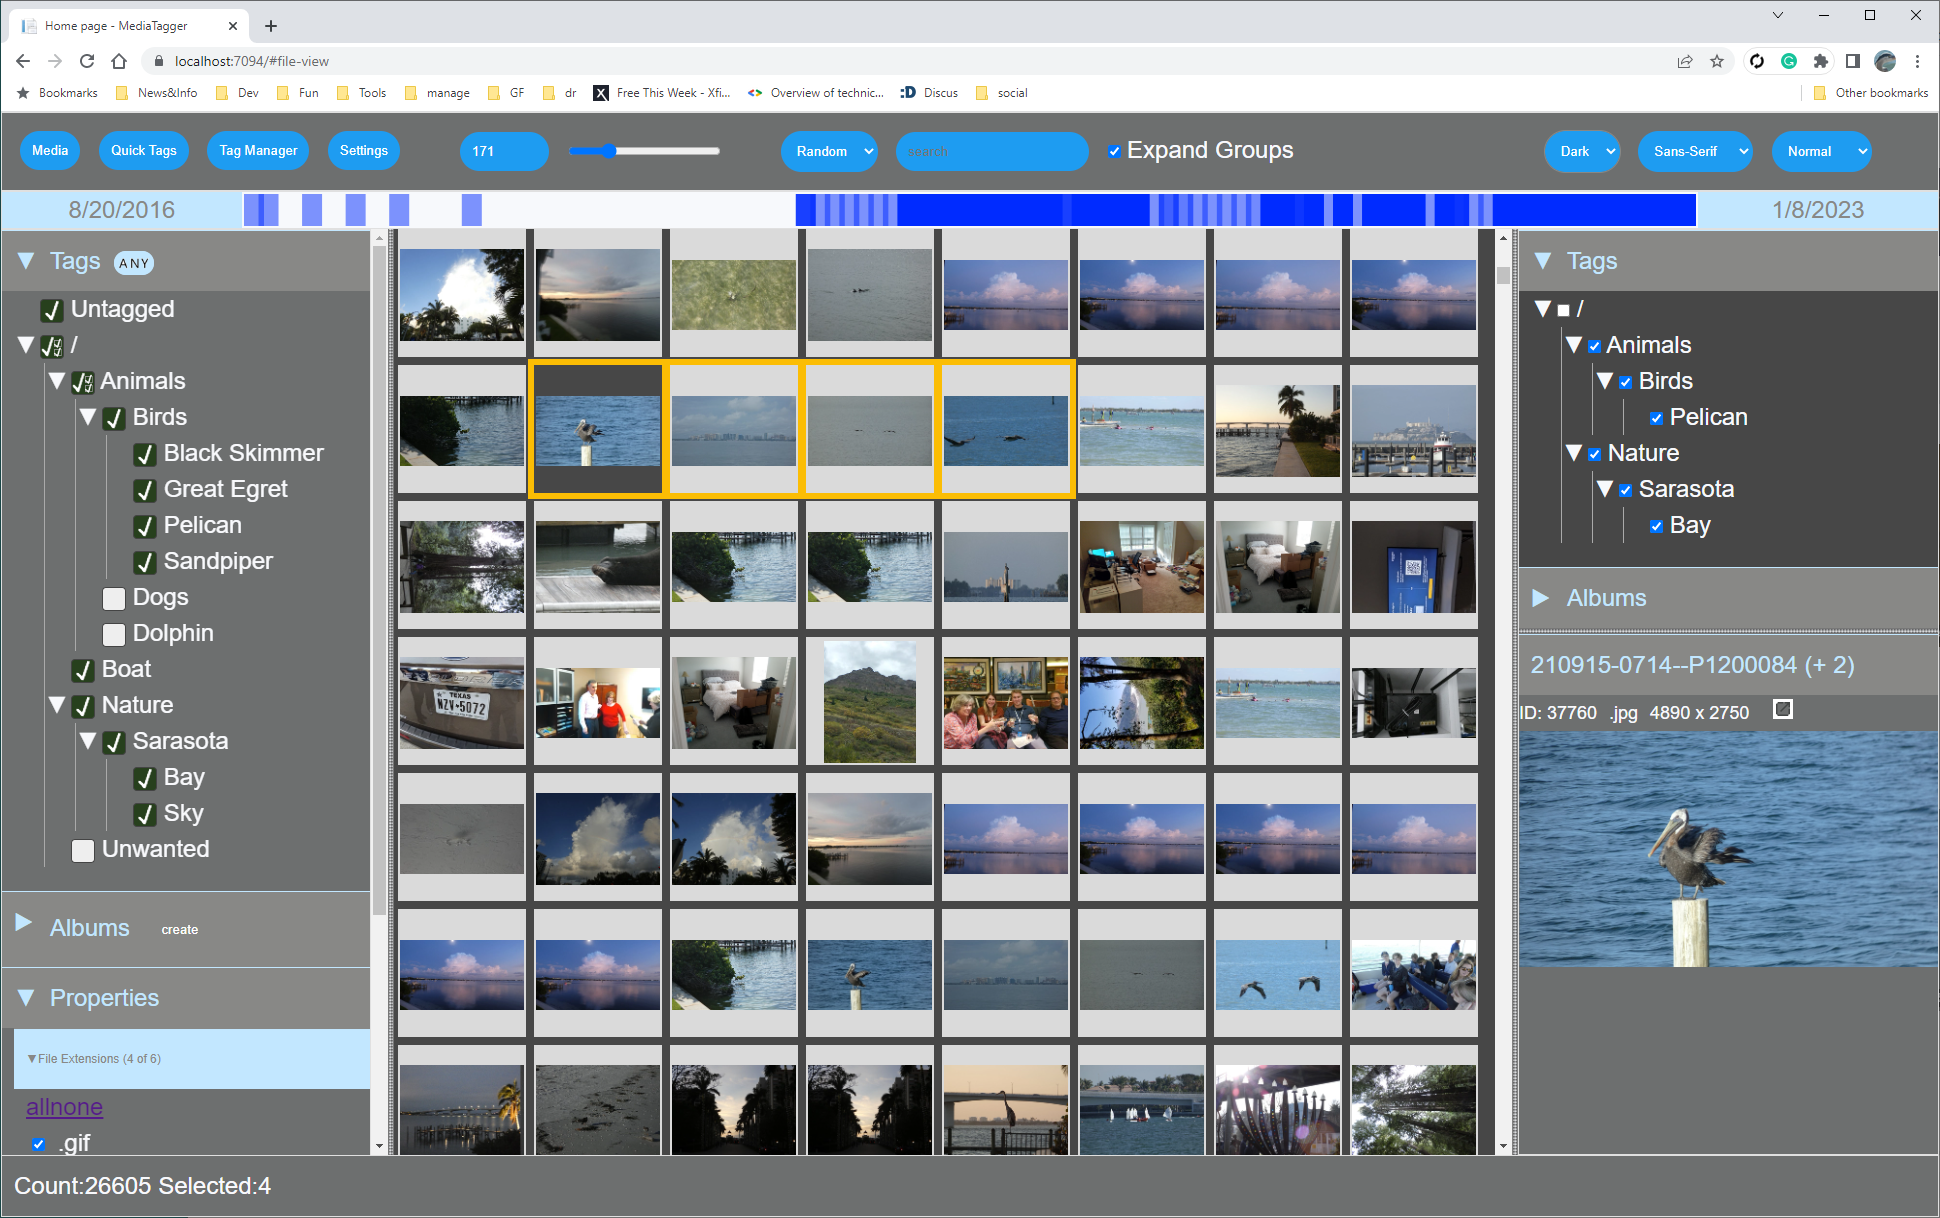 Home page - MediaTagger
localhost:7094/#file-view
Bookmarks News&Info Dev Fun Tools manage GF dr Free This Week - Xfi... Overview of technic... Discus social Other bookmarks
Media Quick Tags Tag Manager Settings 171 Random search Expand Groups Dark Sans-Serif Normal
8/20/2016 1/8/2023
Tags ANY
Untagged
/
Animals
Birds
Black Skimmer
Great Egret
Pelican
Sandpiper
Dogs
Dolphin
Boat
Nature
Sarasota
Bay
Sky
Unwanted
Albums create
Properties
File Extensions (4 of 6)
allnone
.gif
TEXAS
NZV•5072
Tags
/
Animals
Birds
Pelican
Nature
Sarasota
Bay
Albums
210915-0714--P1200084 (+ 2)
ID: 37760 .jpg 4890 x 2750
Count:26605 Selected:4